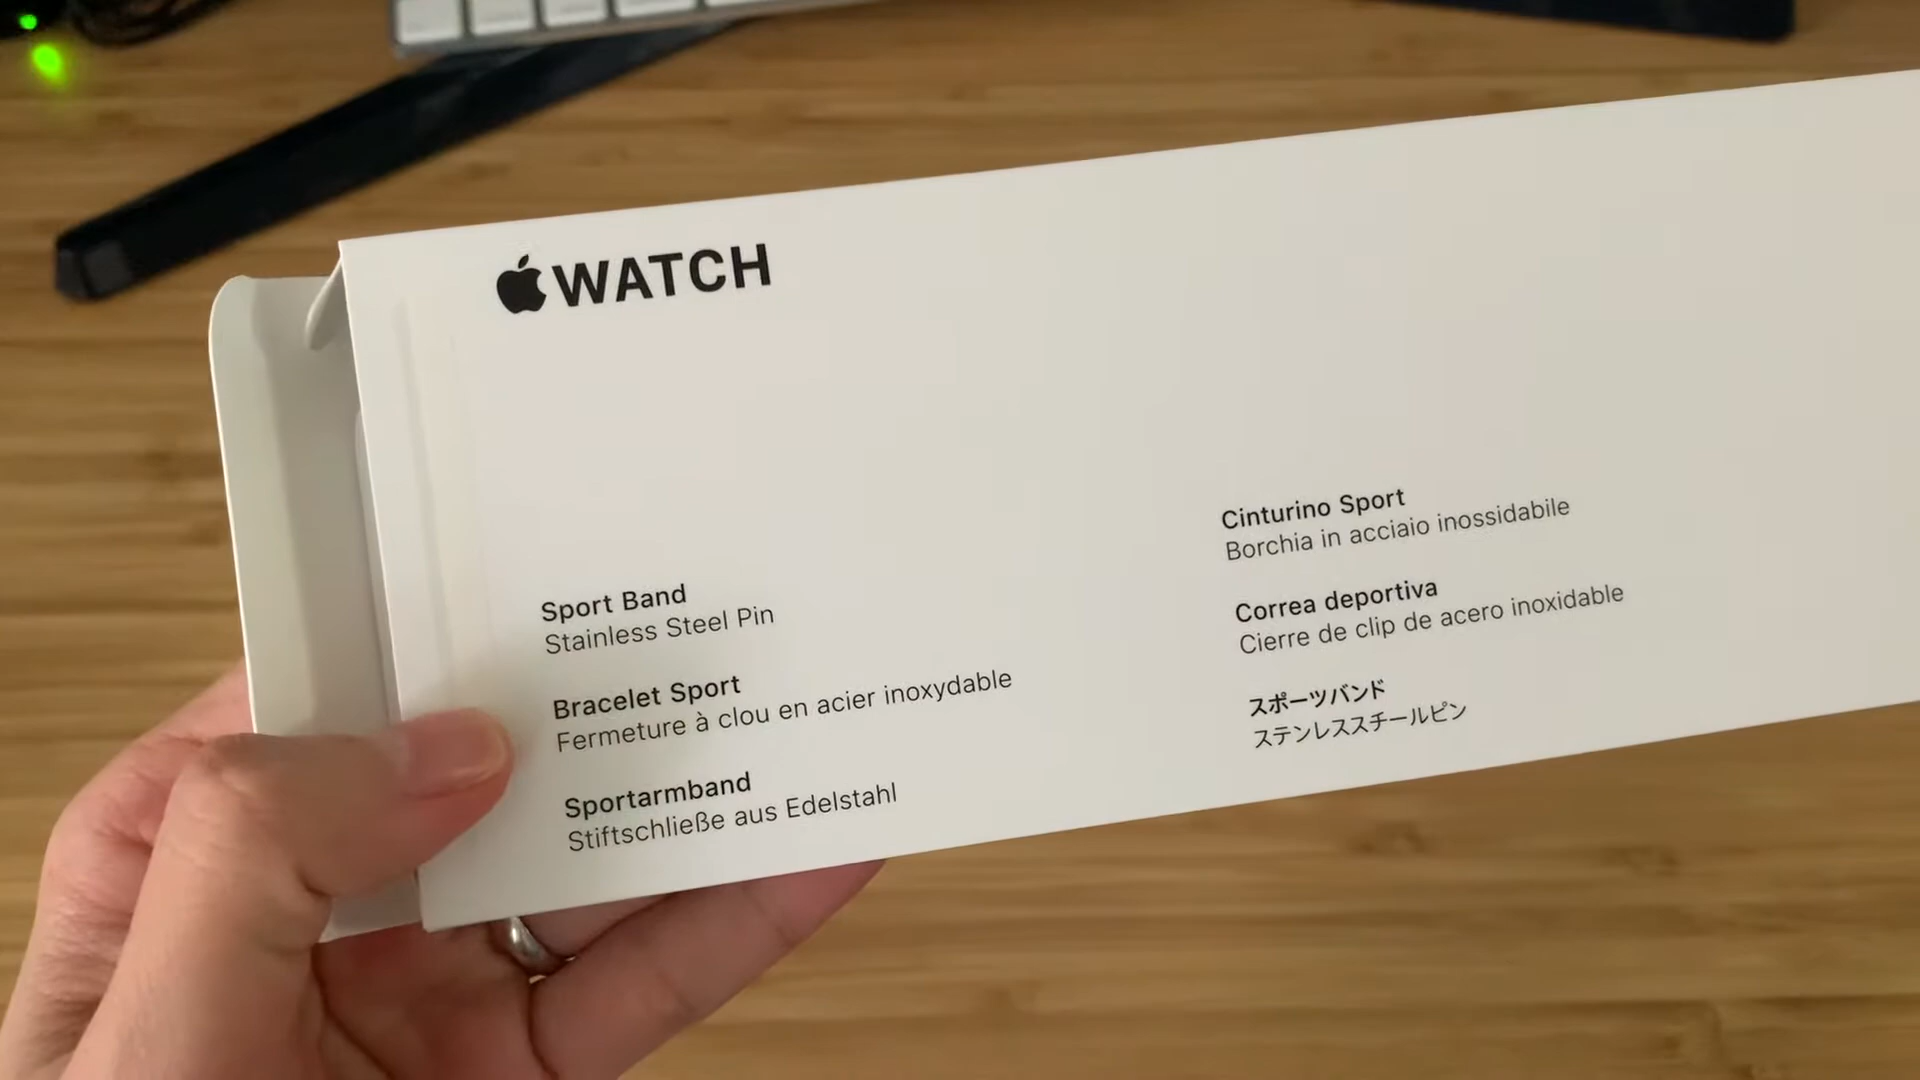 WATCH
Sport Band
Stainless Steel Pin
Bracelet Sport
Fermeture à clou en acier inoxydable
Sportarmband
Stiftschließe aus Edelstahl
Cinturino Sport
Borchia in acciaio inossidabile
Correa deportiva
Cierre de clip de acero inoxidable
スポーツバンド
ステンレススチールピン